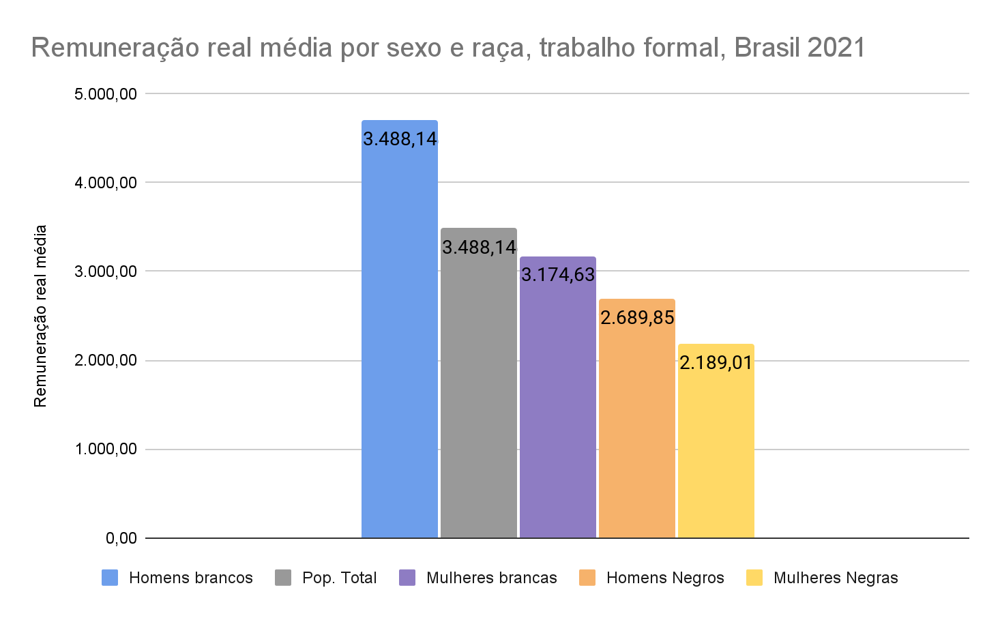 Remuneração real média por sexo e raça, trabalho formal, Brasil 2021
Remuneração real média
5.000,00
4.000,00
3.000,00
2.000,00
1.000,00
0,00
3.488,14
3.488,14
3.174,63
2.689,85
2.189,01
Homens brancos
Pop. Total
Mulheres brancas
Homens Negros
Mulheres Negras